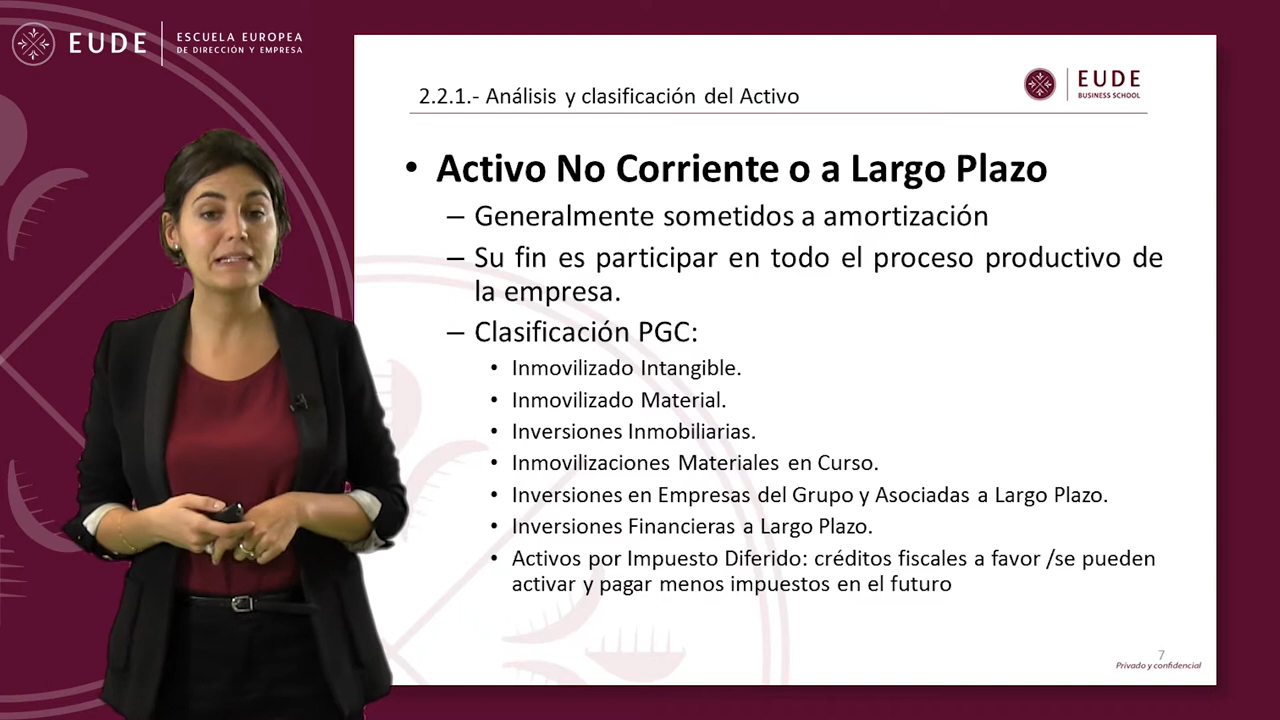 EUDE
ESCUELA EUROPEA
DE DIRECCIÓN Y EMPRESA
2.2.1.- Análisis y clasificación del Activo
EUDE
BUSINESS SCHOOL
• Activo No Corriente o a Largo Plazo
– Generalmente sometidos a amortización
– Su fin es participar en todo el proceso productivo de
la empresa.
– Clasificación PGC:
• Inmovilizado Intangible.
• Inmovilizado Material.
• Inversiones Inmobiliarias.
• Inmovilizaciones Materiales en Curso.
• Inversiones en Empresas del Grupo y Asociadas a Largo Plazo.
• Inversiones Financieras a Largo Plazo.
• Activos por Impuesto Diferido: créditos fiscales a favor /se pueden
activar y pagar menos impuestos en el futuro
7
Privado y confidencial